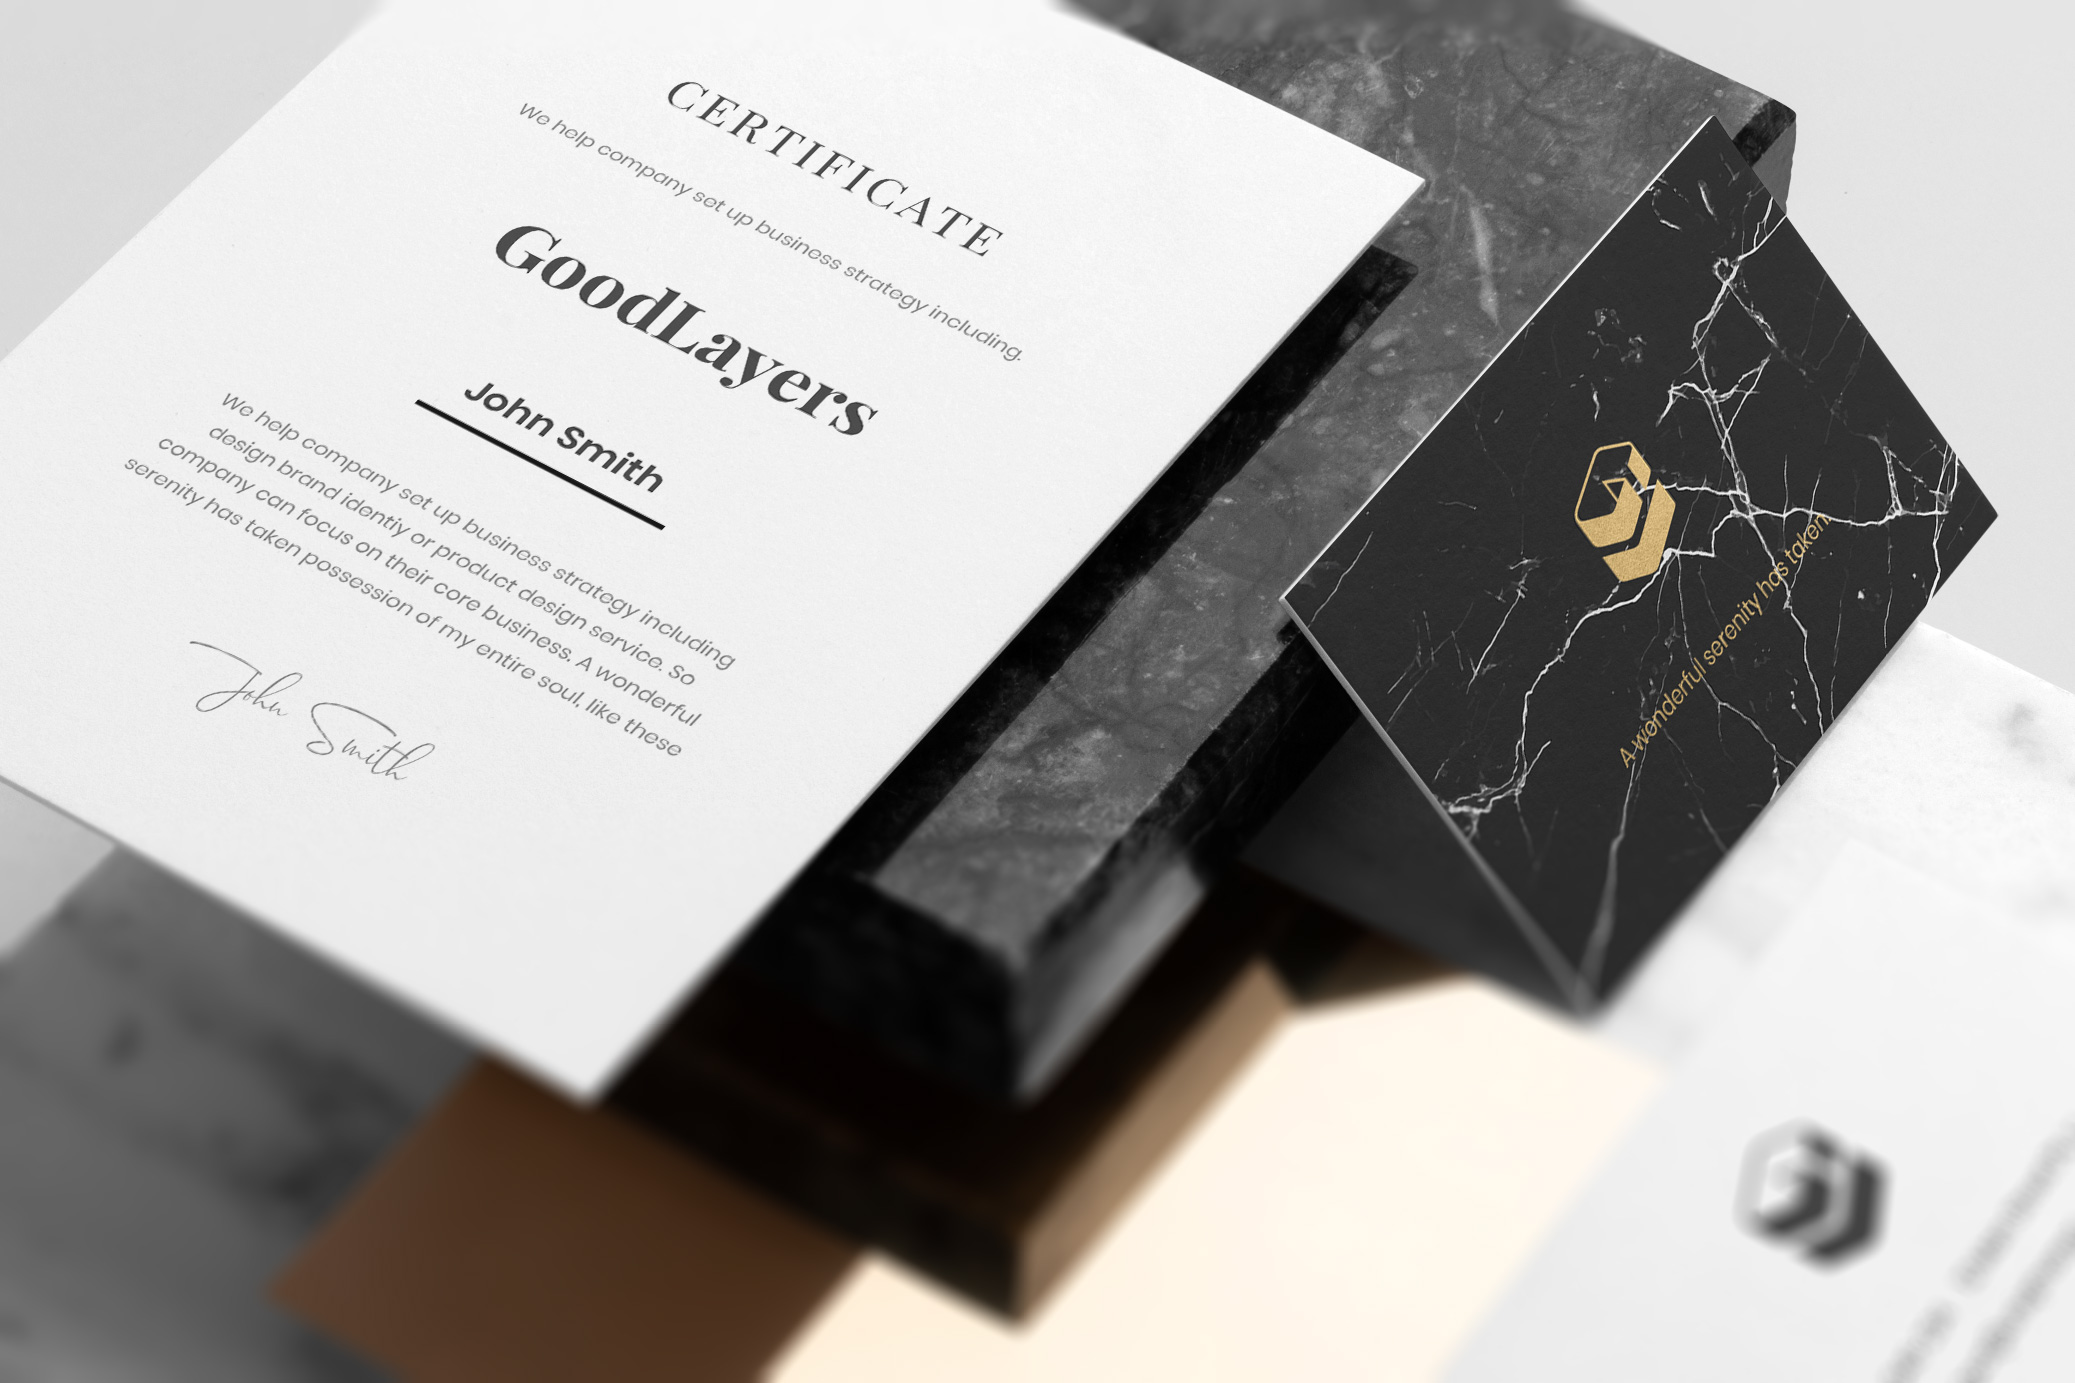 CERTIFICATE
We help company set up business strategy including.
GoodLayers
John Smith
We help company set up business strategy including
design brand identiy or product design service. So
company can focus on their core business. A wonderful
serenity has taken possession of my entire soul, like these
John Smith
A wonderful serenity has taken.